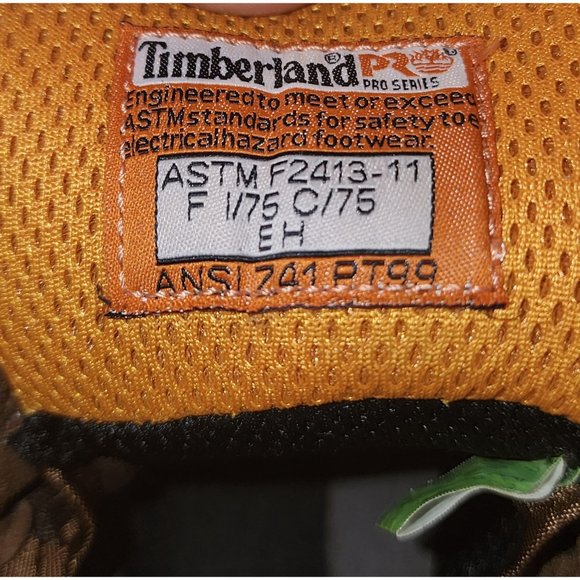 Timberland® PRO®
PRO SERIES
Engineered to meet or exceed
ASTM standards for safety toe
electrical hazard footwear.
ASTM F2413-11
F I/75 C/75
EH
ANSI Z41 PT99